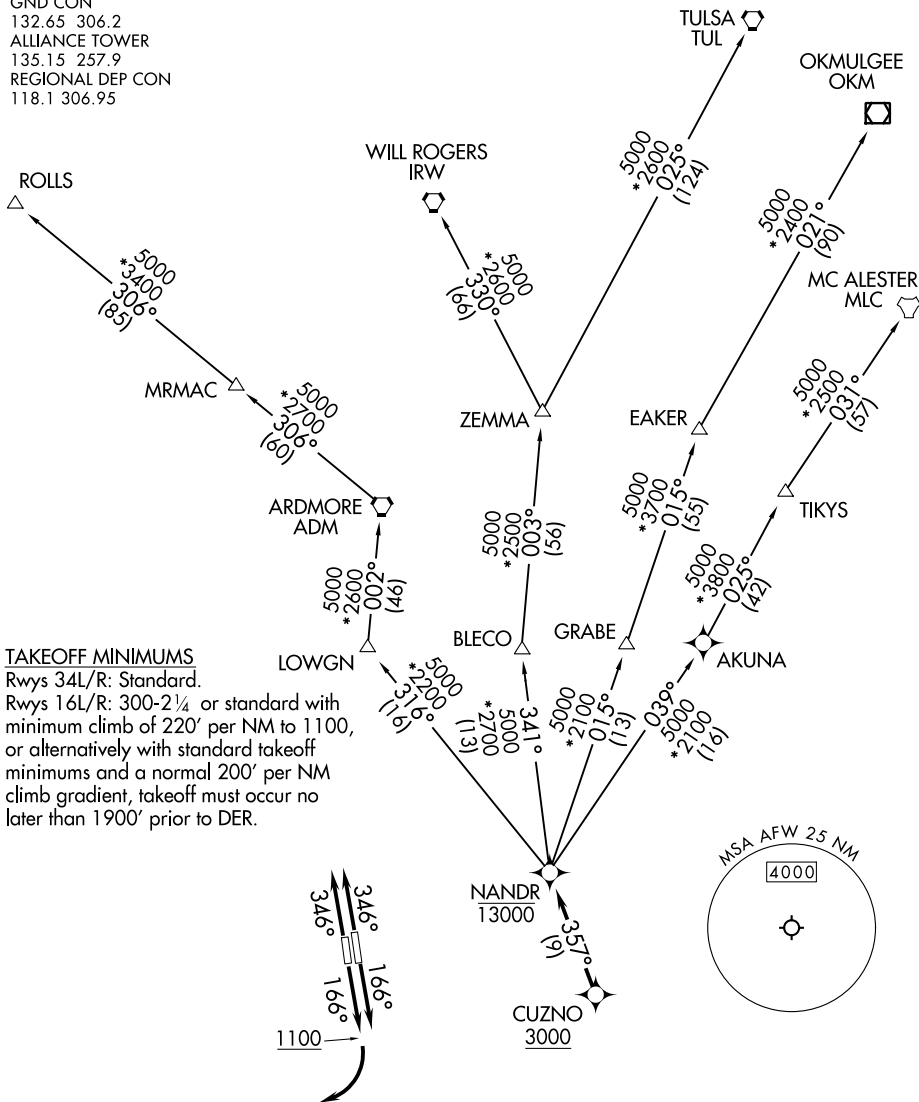 GND CON
132.65 306.2
ALLIANCE TOWER
135.15 257.9
REGIONAL DEP CON
118.1 306.95
TULSA
TUL
OKMULGEE
OKM
WILL ROGERS
IRW
ROLLS
5000
*2600
025°
(124)
5000
*2400
021°
(90)
5000
*2600
330°
(66)
5000
*3400
306°
(85)
MC ALESTER
MLC
MRMAC
5000
*2700
306°
(60)
ZEMMA
EAKER
5000
*2500
031°
(57)
ARDMORE
ADM
5000
*2500
003°
(56)
5000
*3700
015°
(55)
TIKYS
5000
*2600
002°
(46)
5000
*3800
025°
(42)
LOWGN
BLECO
GRABE
AKUNA
5000
*2200
316°
(16)
341°
5000
*2700
(13)
5000
*2100
015°
(13)
039°
5000
*2100
(16)
TAKEOFF MINIMUMS
Rwys 34L/R: Standard.
Rwys 16L/R: 300-2¼ or standard with
minimum climb of 220' per NM to 1100,
or alternatively with standard takeoff
minimums and a normal 200' per NM
climb gradient, takeoff must occur no
later than 1900' prior to DER.
MSA AFW 25 NM
4000
NANDR
13000
346°
346°
357°
(9)
166°
166°
CUZNO
3000
1100